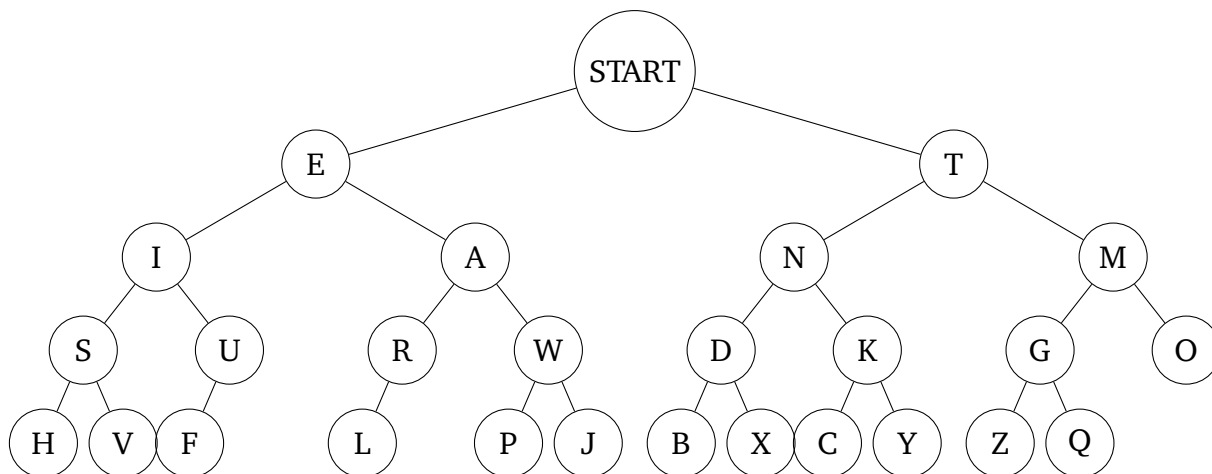 START
E T
I A N M
S U R W D K G O
H V F L P J B X C Y Z Q